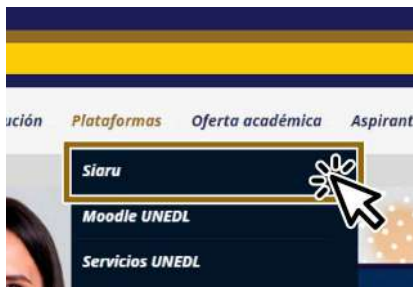 ución Plataformas Oferta académica Aspirant
Siaru
Moodle UNEDL
Servicios UNEDL